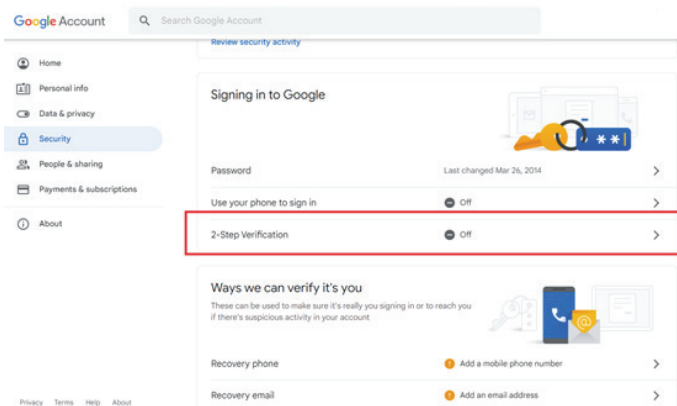 Google Account
Search Google Account
Home
Personal info
Data & privacy
Security
People & sharing
Payments & subscriptions
About
Privacy Terms Help About
Review security activity
Signing in to Google
**|
Password Last changed Mar 26, 2014
Use your phone to sign in Off
2-Step Verification Off
Ways we can verify it's you
These can be used to make sure it's really you signing in or to reach you
if there's suspicious activity in your account
@
Recovery phone ! Add a mobile phone number
Recovery email ! Add an email address